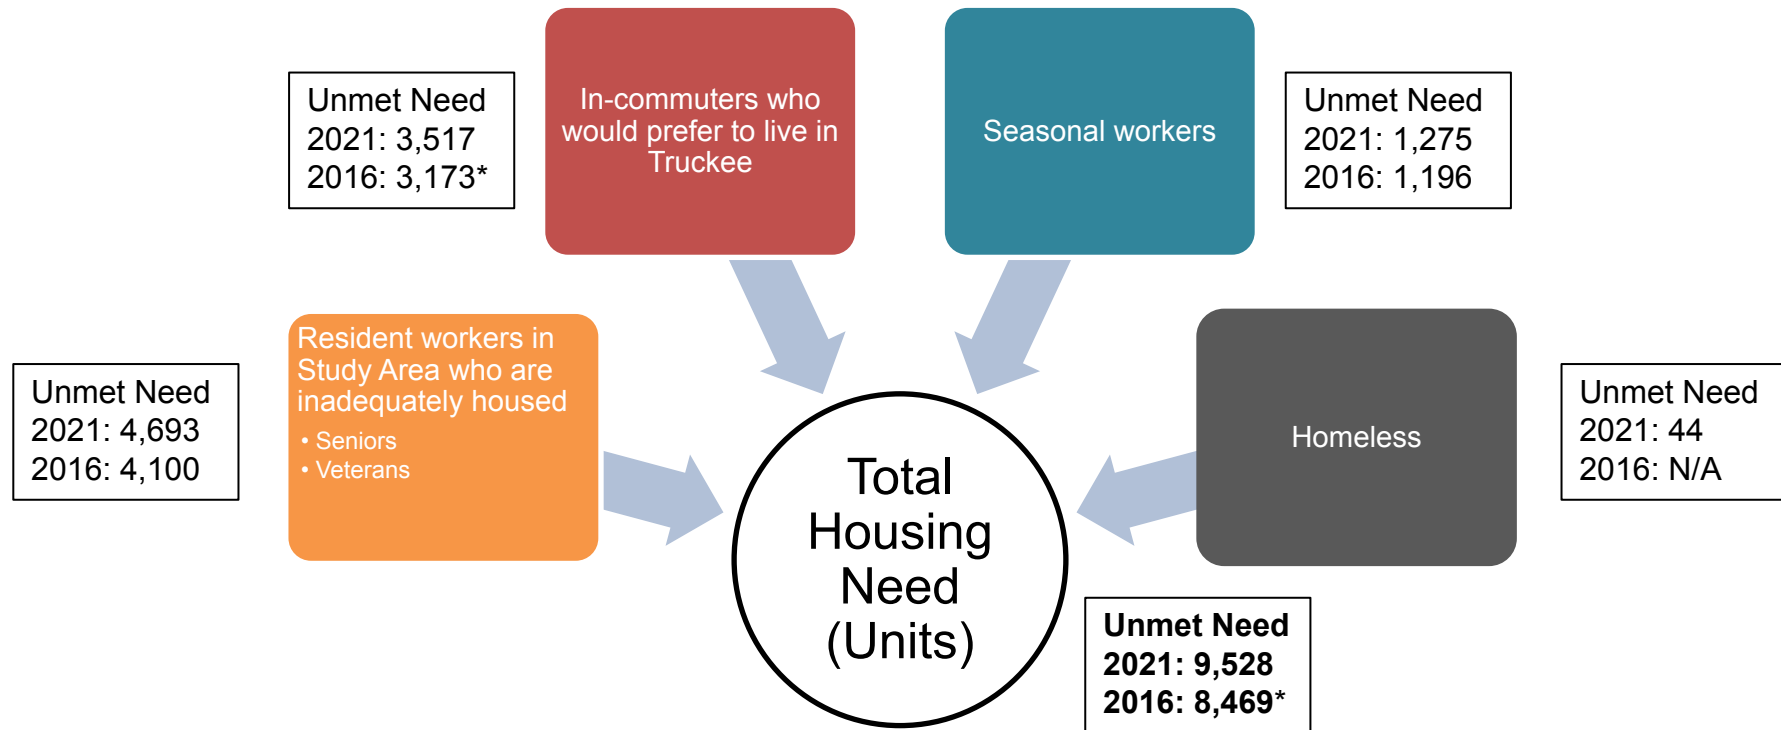 Unmet Need
2021: 3,517
2016: 3,173*
In-commuters who
would prefer to live in
Truckee
Seasonal workers
Unmet Need
2021: 1,275
2016: 1,196
Unmet Need
2021: 4,693
2016: 4,100
Resident workers in
Study Area who are
inadequately housed
• Seniors
• Veterans
Homeless
Unmet Need
2021: 44
2016: N/A
Total
Housing
Need
(Units)
Unmet Need
2021: 9,528
2016: 8,469*